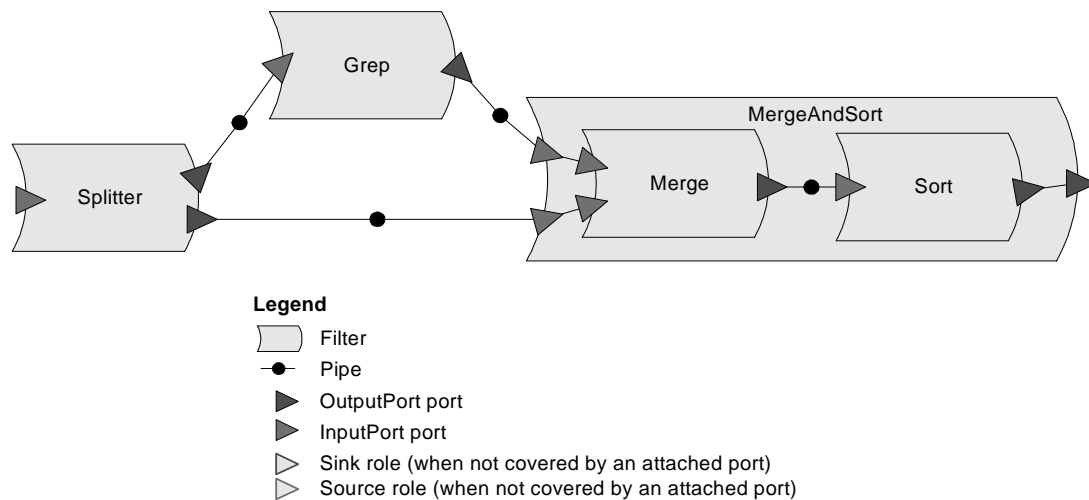 Grep
MergeAndSort
Splitter
Merge
Sort
Legend
Filter
Pipe
OutputPort port
InputPort port
Sink role (when not covered by an attached port)
Source role (when not covered by an attached port)